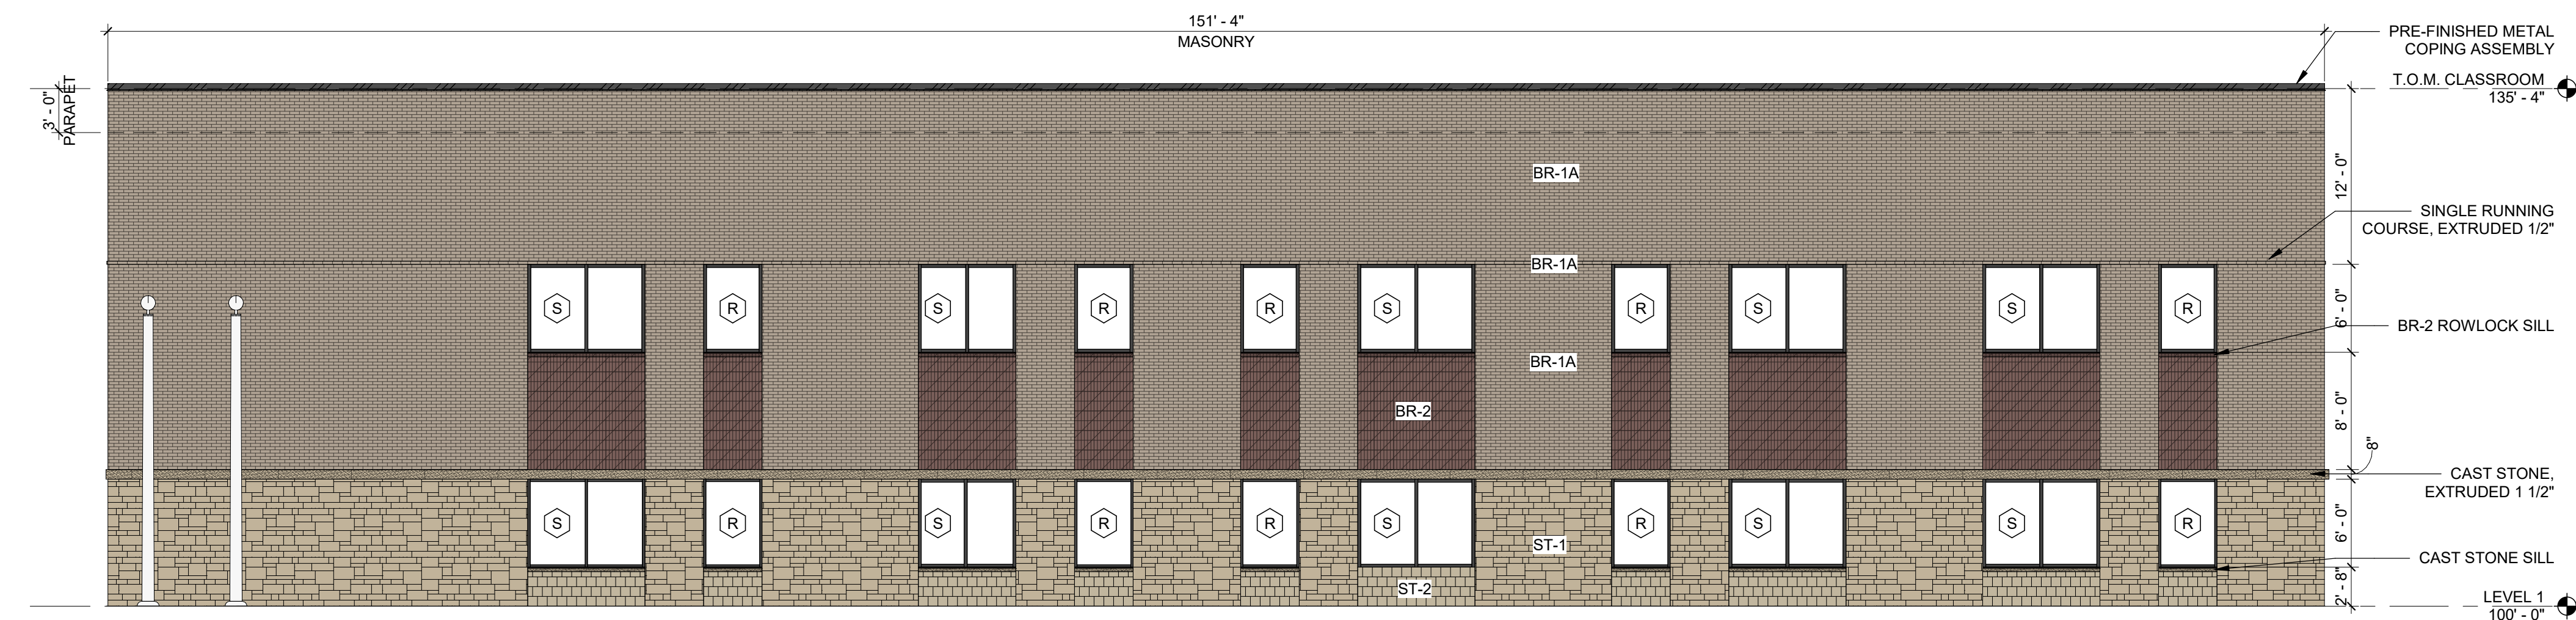 151' - 4"
MASONRY
PRE-FINISHED METAL
COPING ASSEMBLY
T.O.M. CLASSROOM
135' - 4"
3' - 0"
PARAPET
BR-1A
12' - 0"
SINGLE RUNNING
COURSE, EXTRUDED 1/2"
BR-1A
S
R
S
R
R
S
R
S
S
R
6' - 0"
BR-2 ROWLOCK SILL
BR-1A
BR-2
8' - 0"
8"
CAST STONE,
EXTRUDED 1 1/2"
S
R
S
R
R
S
R
S
S
R
6' - 0"
ST-1
CAST STONE SILL
ST-2
2' - 8"
LEVEL 1
100' - 0"